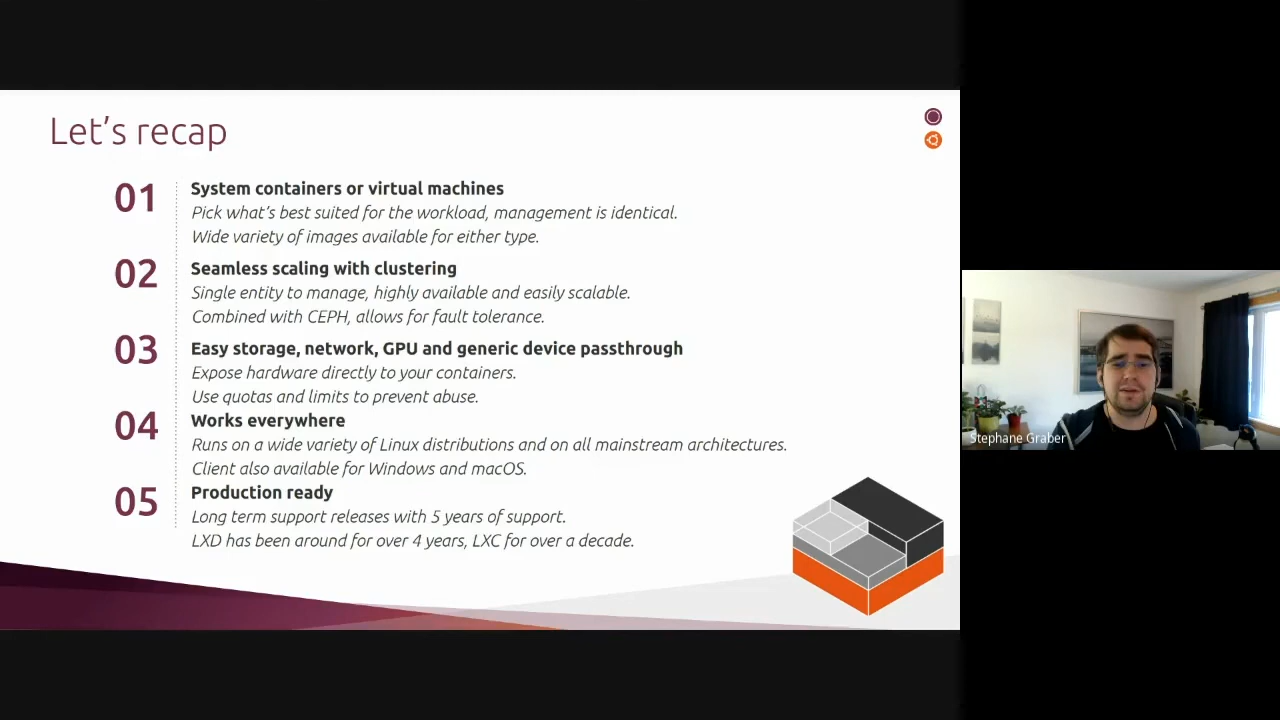 Let's recap
01
System containers or virtual machines
Pick what's best suited for the workload, management is identical.
Wide variety of images available for either type.
02
Seamless scaling with clustering
Single entity to manage, highly available and easily scalable.
Combined with CEPH, allows for fault tolerance.
03
Easy storage, network, GPU and generic device passthrough
Expose hardware directly to your containers.
Use quotas and limits to prevent abuse.
04
Works everywhere
Runs on a wide variety of Linux distributions and on all mainstream architectures.
Client also available for Windows and macOS.
05
Production ready
Long term support releases with 5 years of support.
LXD has been around for over 4 years, LXC for over a decade.
Stephane Graber